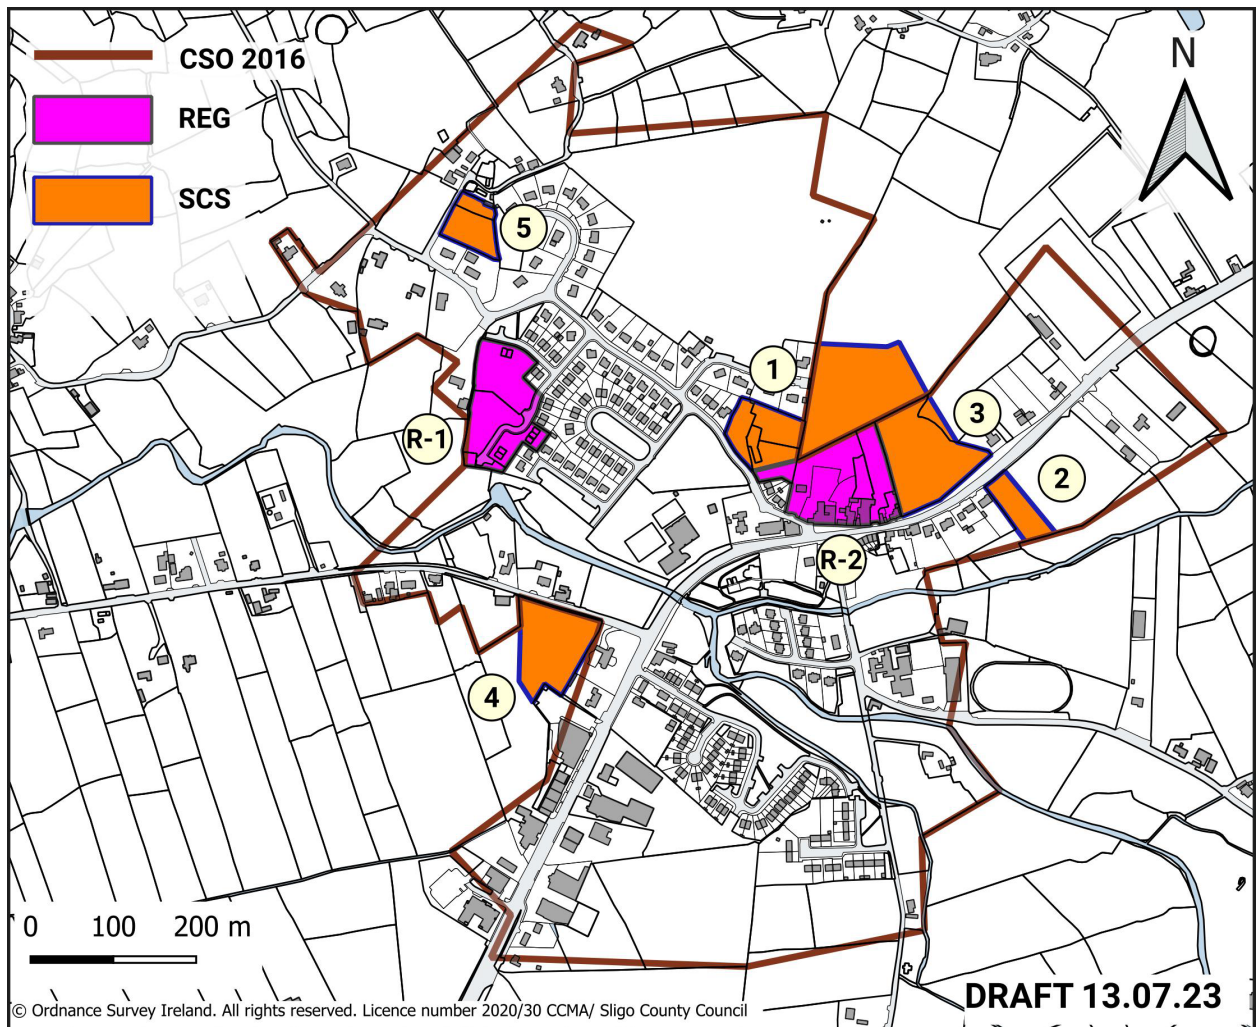 CSO 2016
N
REG
SCS
5
1
3
R-1
2
R-2
4
0 100 200 m
DRAFT 13.07.23
© Ordnance Survey Ireland. All rights reserved. Licence number 2020/30 CCMA/ Sligo County Council